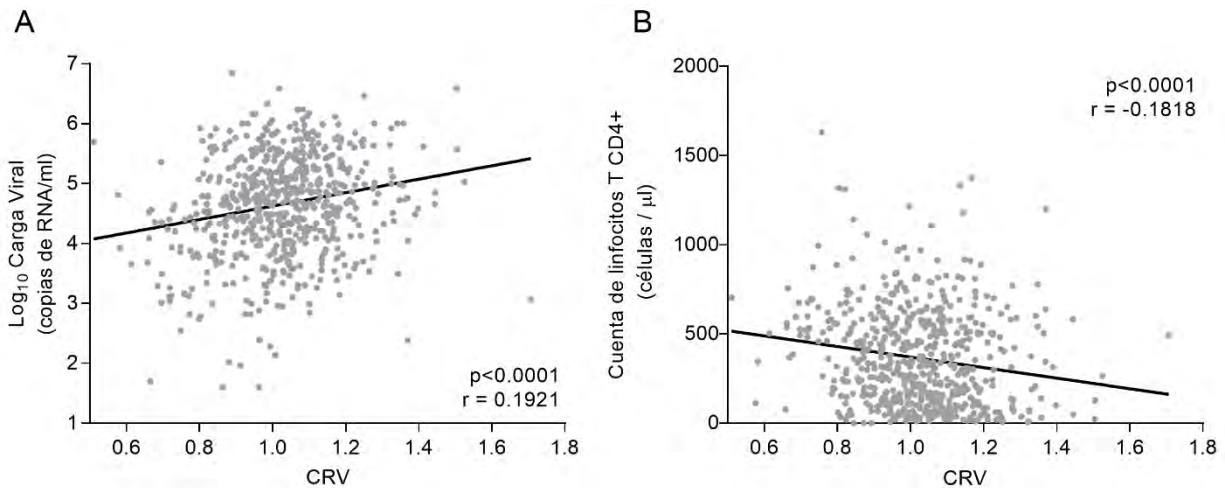 A
Log10 Carga Viral
(copias de RNA/ml)
7
6
5
4
3
2
1
0.6 0.8 1.0 1.2 1.4 1.6 1.8
CRV
p<0.0001
r = 0.1921
B
Cuenta de linfocitos T CD4+
(células / µl)
2000
1500
1000
500
0
0.6 0.8 1.0 1.2 1.4 1.6 1.8
CRV
p<0.0001
r = -0.1818